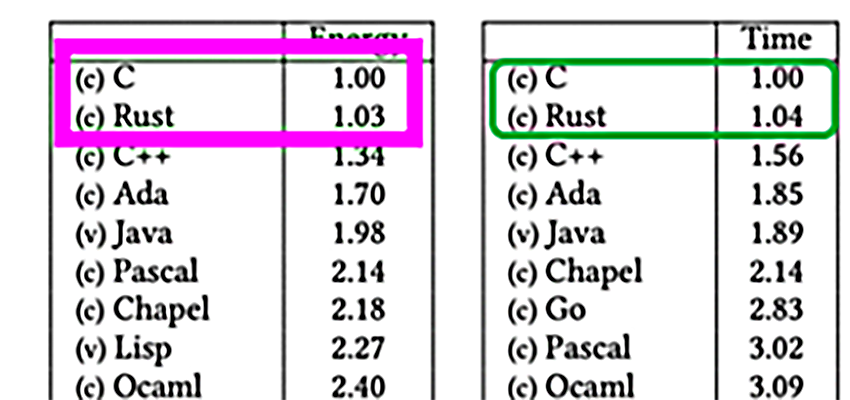 Energy
(c) C 1.00
(c) Rust 1.03
(c) C++ 1.34
(c) Ada 1.70
(v) Java 1.98
(c) Pascal 2.14
(c) Chapel 2.18
(v) Lisp 2.27
(c) Ocaml 2.40
Time
(c) C 1.00
(c) Rust 1.04
(c) C++ 1.56
(c) Ada 1.85
(v) Java 1.89
(c) Chapel 2.14
(c) Go 2.83
(c) Pascal 3.02
(c) Ocaml 3.09